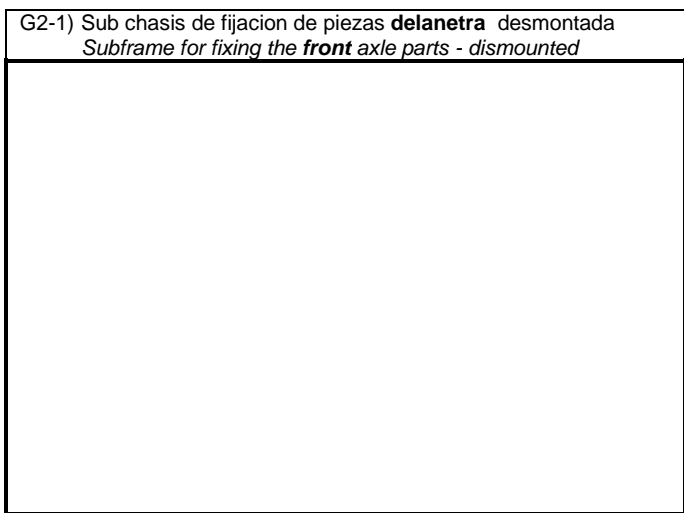 G2-1) Sub chasis de fijacion de piezas delanetra desmontada
Subframe for fixing the front axle parts - dismounted